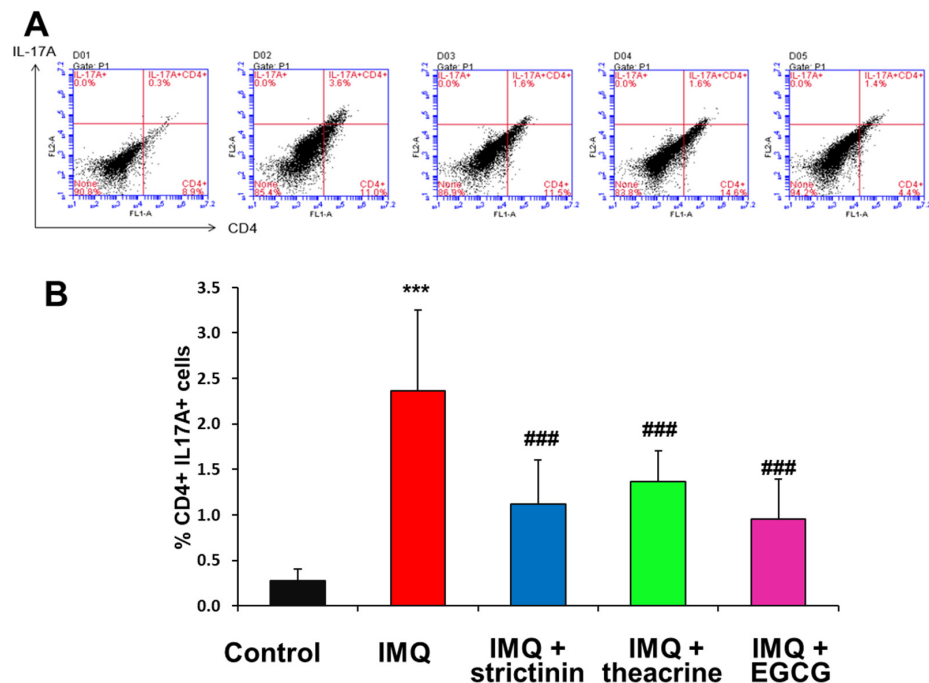 A
IL-17A
CD4
D01
Gate: P1
IL-17A+
0.0%
IL-17A+CD4+
0.3%
None
90.8%
CD4+
8.9%
FL2-A
FL1-A
D02
Gate: P1
IL-17A+
0.0%
IL-17A+CD4+
3.6%
None
85.4%
CD4+
11.0%
FL2-A
FL1-A
D03
Gate: P1
IL-17A+
0.0%
IL-17A+CD4+
1.6%
None
86.9%
CD4+
11.5%
FL2-A
FL1-A
D04
Gate: P1
IL-17A+
0.0%
IL-17A+CD4+
1.6%
None
83.8%
CD4+
14.6%
FL2-A
FL1-A
D05
Gate: P1
IL-17A+
0.0%
IL-17A+CD4+
1.4%
None
94.2%
CD4+
4.4%
FL2-A
FL1-A
B
% CD4+ IL17A+ cells
3.5
3.0
2.5
2.0
1.5
1.0
0.5
0.0
***
###
###
###
Control
IMQ
IMQ +
strictinin
IMQ +
theacrine
IMQ +
EGCG